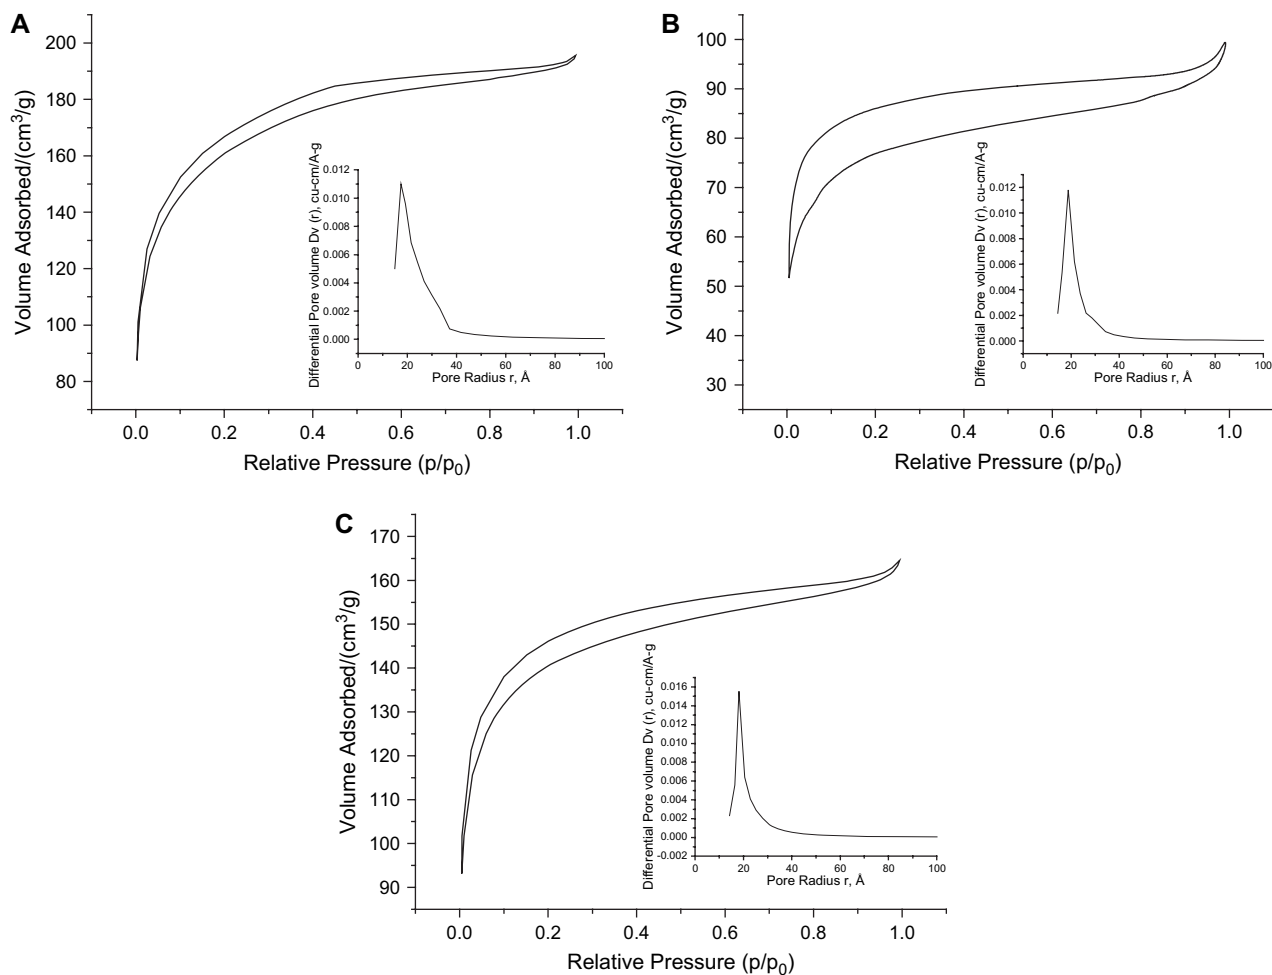 A
Volume Adsorbed/(cm³/g)
200
180
160
140
120
100
80
0.0 0.2 0.4 0.6 0.8 1.0
Relative Pressure (p/p₀)
Differential Pore volume Dv (r), cu-cm/A-g
0.012
0.010
0.008
0.006
0.004
0.002
0.000
0 20 40 60 80 100
Pore Radius r, Å
B
Volume Adsorbed/(cm³/g)
100
90
80
70
60
50
40
30
0.0 0.2 0.4 0.6 0.8 1.0
Relative Pressure (p/p₀)
Differential Pore volume Dv (r), cu-cm/A-g
0.012
0.010
0.008
0.006
0.004
0.002
0.000
0 20 40 60 80 100
Pore Radius r, Å
C
Volume Adsorbed/(cm³/g)
170
160
150
140
130
120
110
100
90
0.0 0.2 0.4 0.6 0.8 1.0
Relative Pressure (p/p₀)
Differential Pore volume Dv (r), cu-cm/A-g
0.016
0.014
0.012
0.010
0.008
0.006
0.004
0.002
0.000
-0.002
0 20 40 60 80 100
Pore Radius r, Å